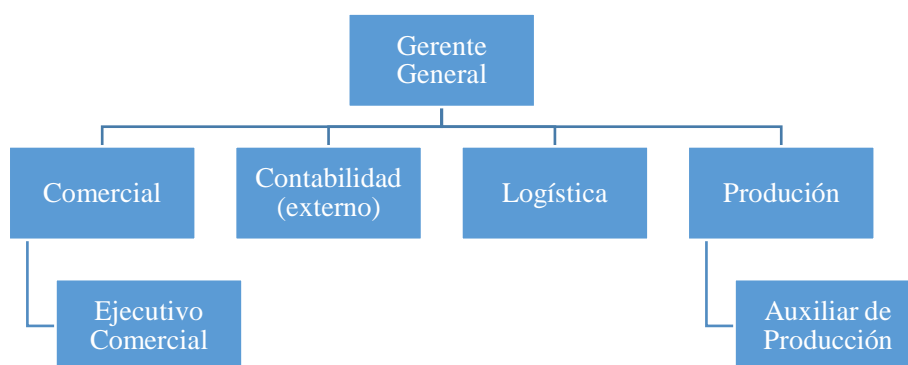 Gerente
General
Comercial
Contabilidad
(externo)
Logística
Produción
Ejecutivo
Comercial
Auxiliar de
Producción